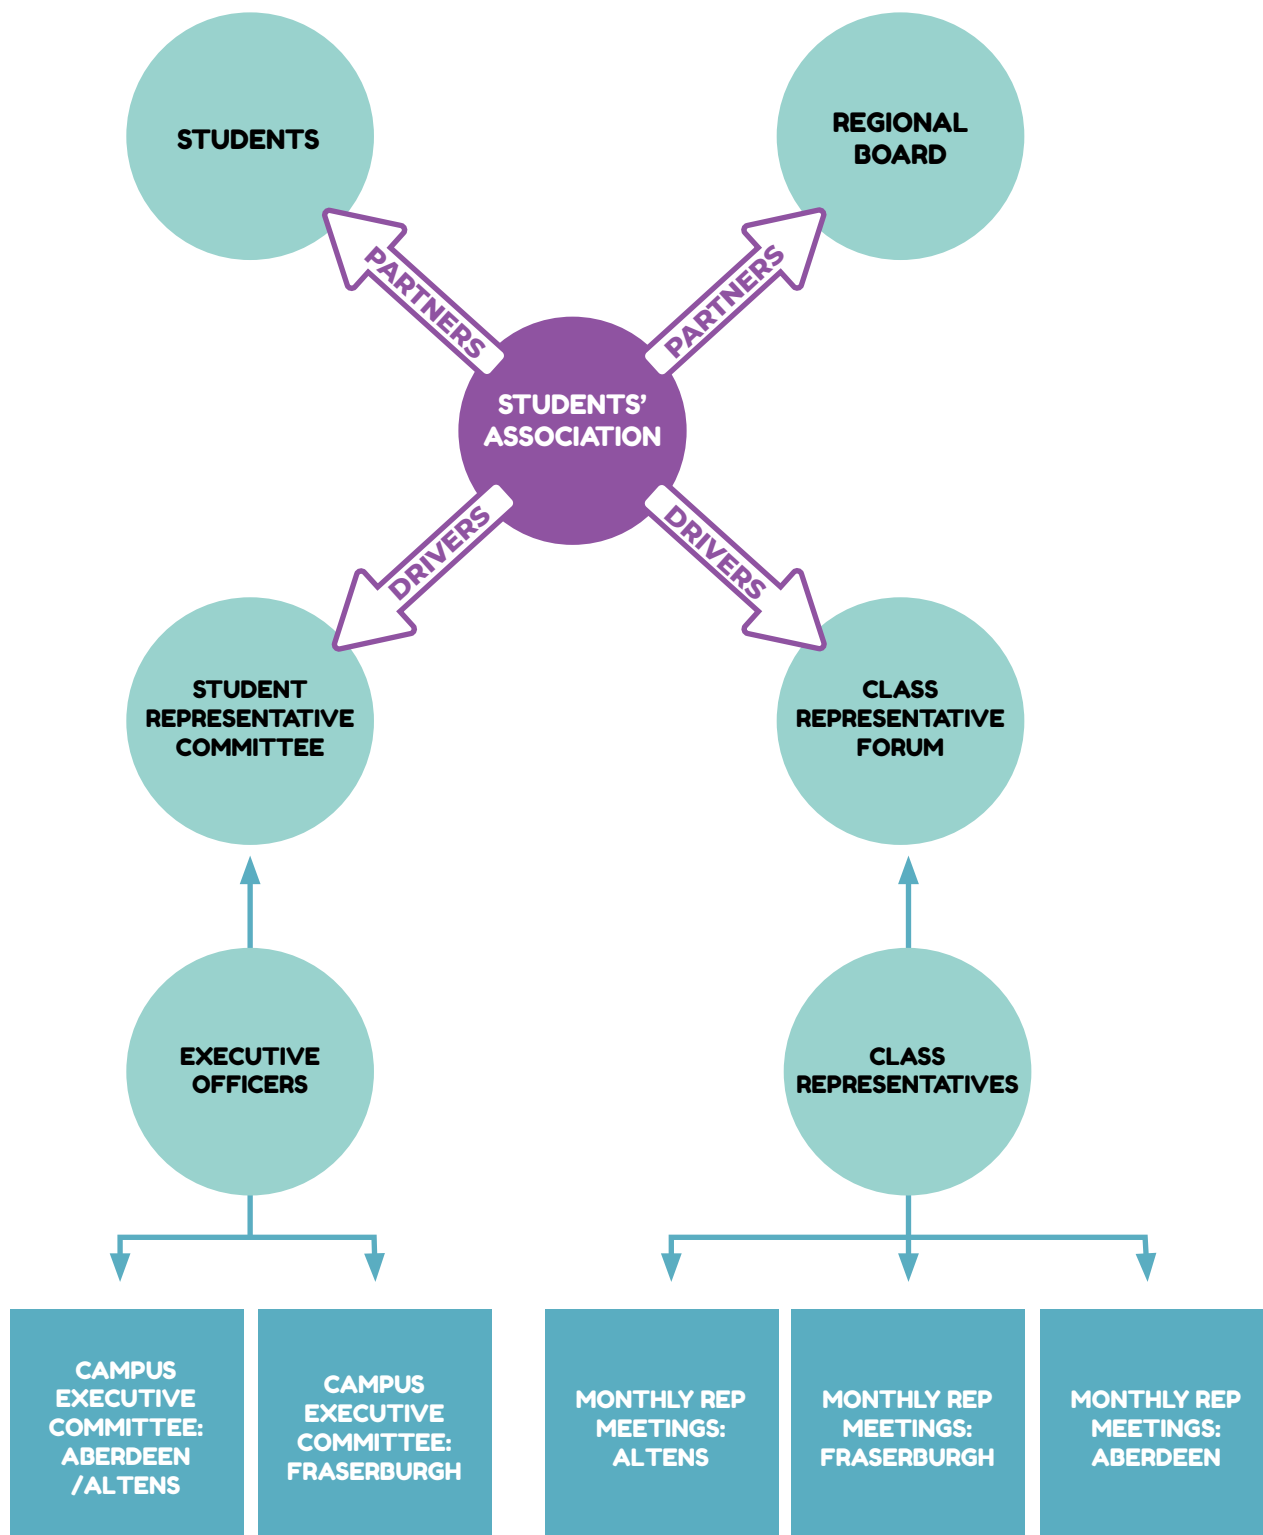 STUDENTS
REGIONAL
BOARD
PARTNERS
PARTNERS
STUDENTS’
ASSOCIATION
DRIVERS
DRIVERS
STUDENT
REPRESENTATIVE
COMMITTEE
CLASS
REPRESENTATIVE
FORUM
EXECUTIVE
OFFICERS
CLASS
REPRESENTATIVES
CAMPUS
EXECUTIVE
COMMITTEE:
ABERDEEN
/ALTENS
CAMPUS
EXECUTIVE
COMMITTEE:
FRASERBURGH
MONTHLY REP
MEETINGS:
ALTENS
MONTHLY REP
MEETINGS:
FRASERBURGH
MONTHLY REP
MEETINGS:
ABERDEEN